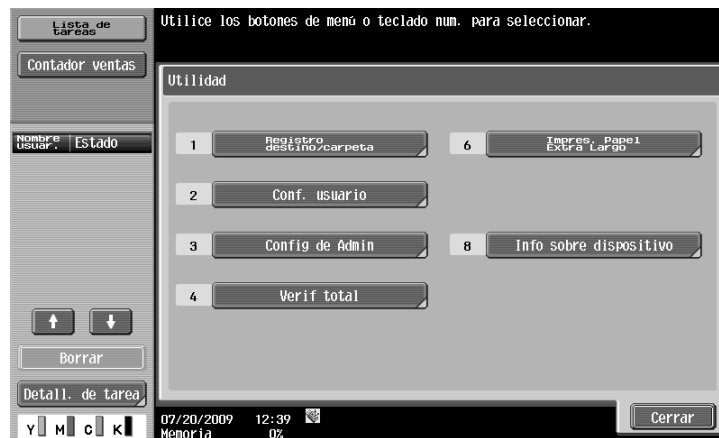 Lista de
tareas
Utilice los botones de menú o teclado num. para seleccionar.
Contador ventas
Utilidad
Nombre
usuar.
Estado
1
Registro
destino/carpeta
6
Impres. Papel
Extra Largo
2
Conf. usuario
3
Config de Admin
8
Info sobre dispositivo
4
Verif total
Borrar
Detall. de tarea
Y M C K
07/20/2009 12:39
Memoria 0%
Cerrar